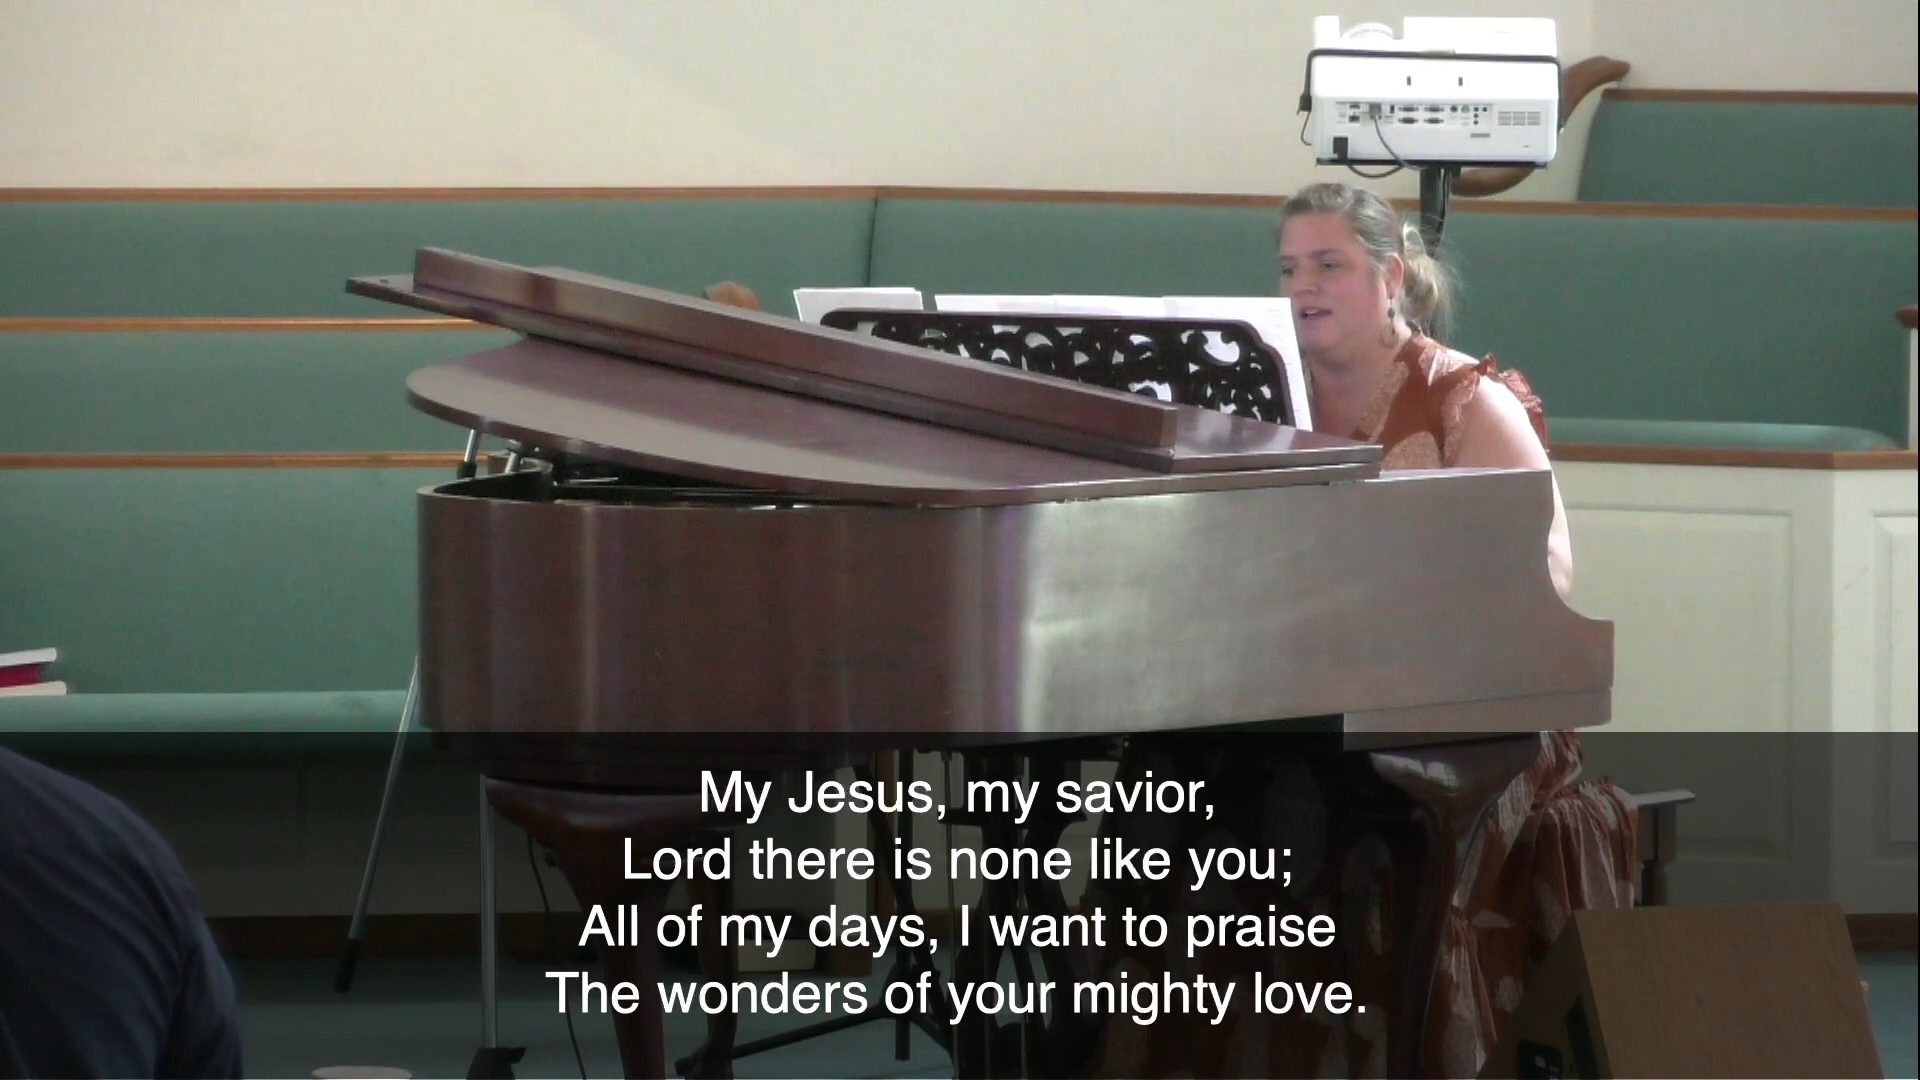 My Jesus, my savior,
Lord there is none like you;
All of my days, I want to praise
The wonders of your mighty love.